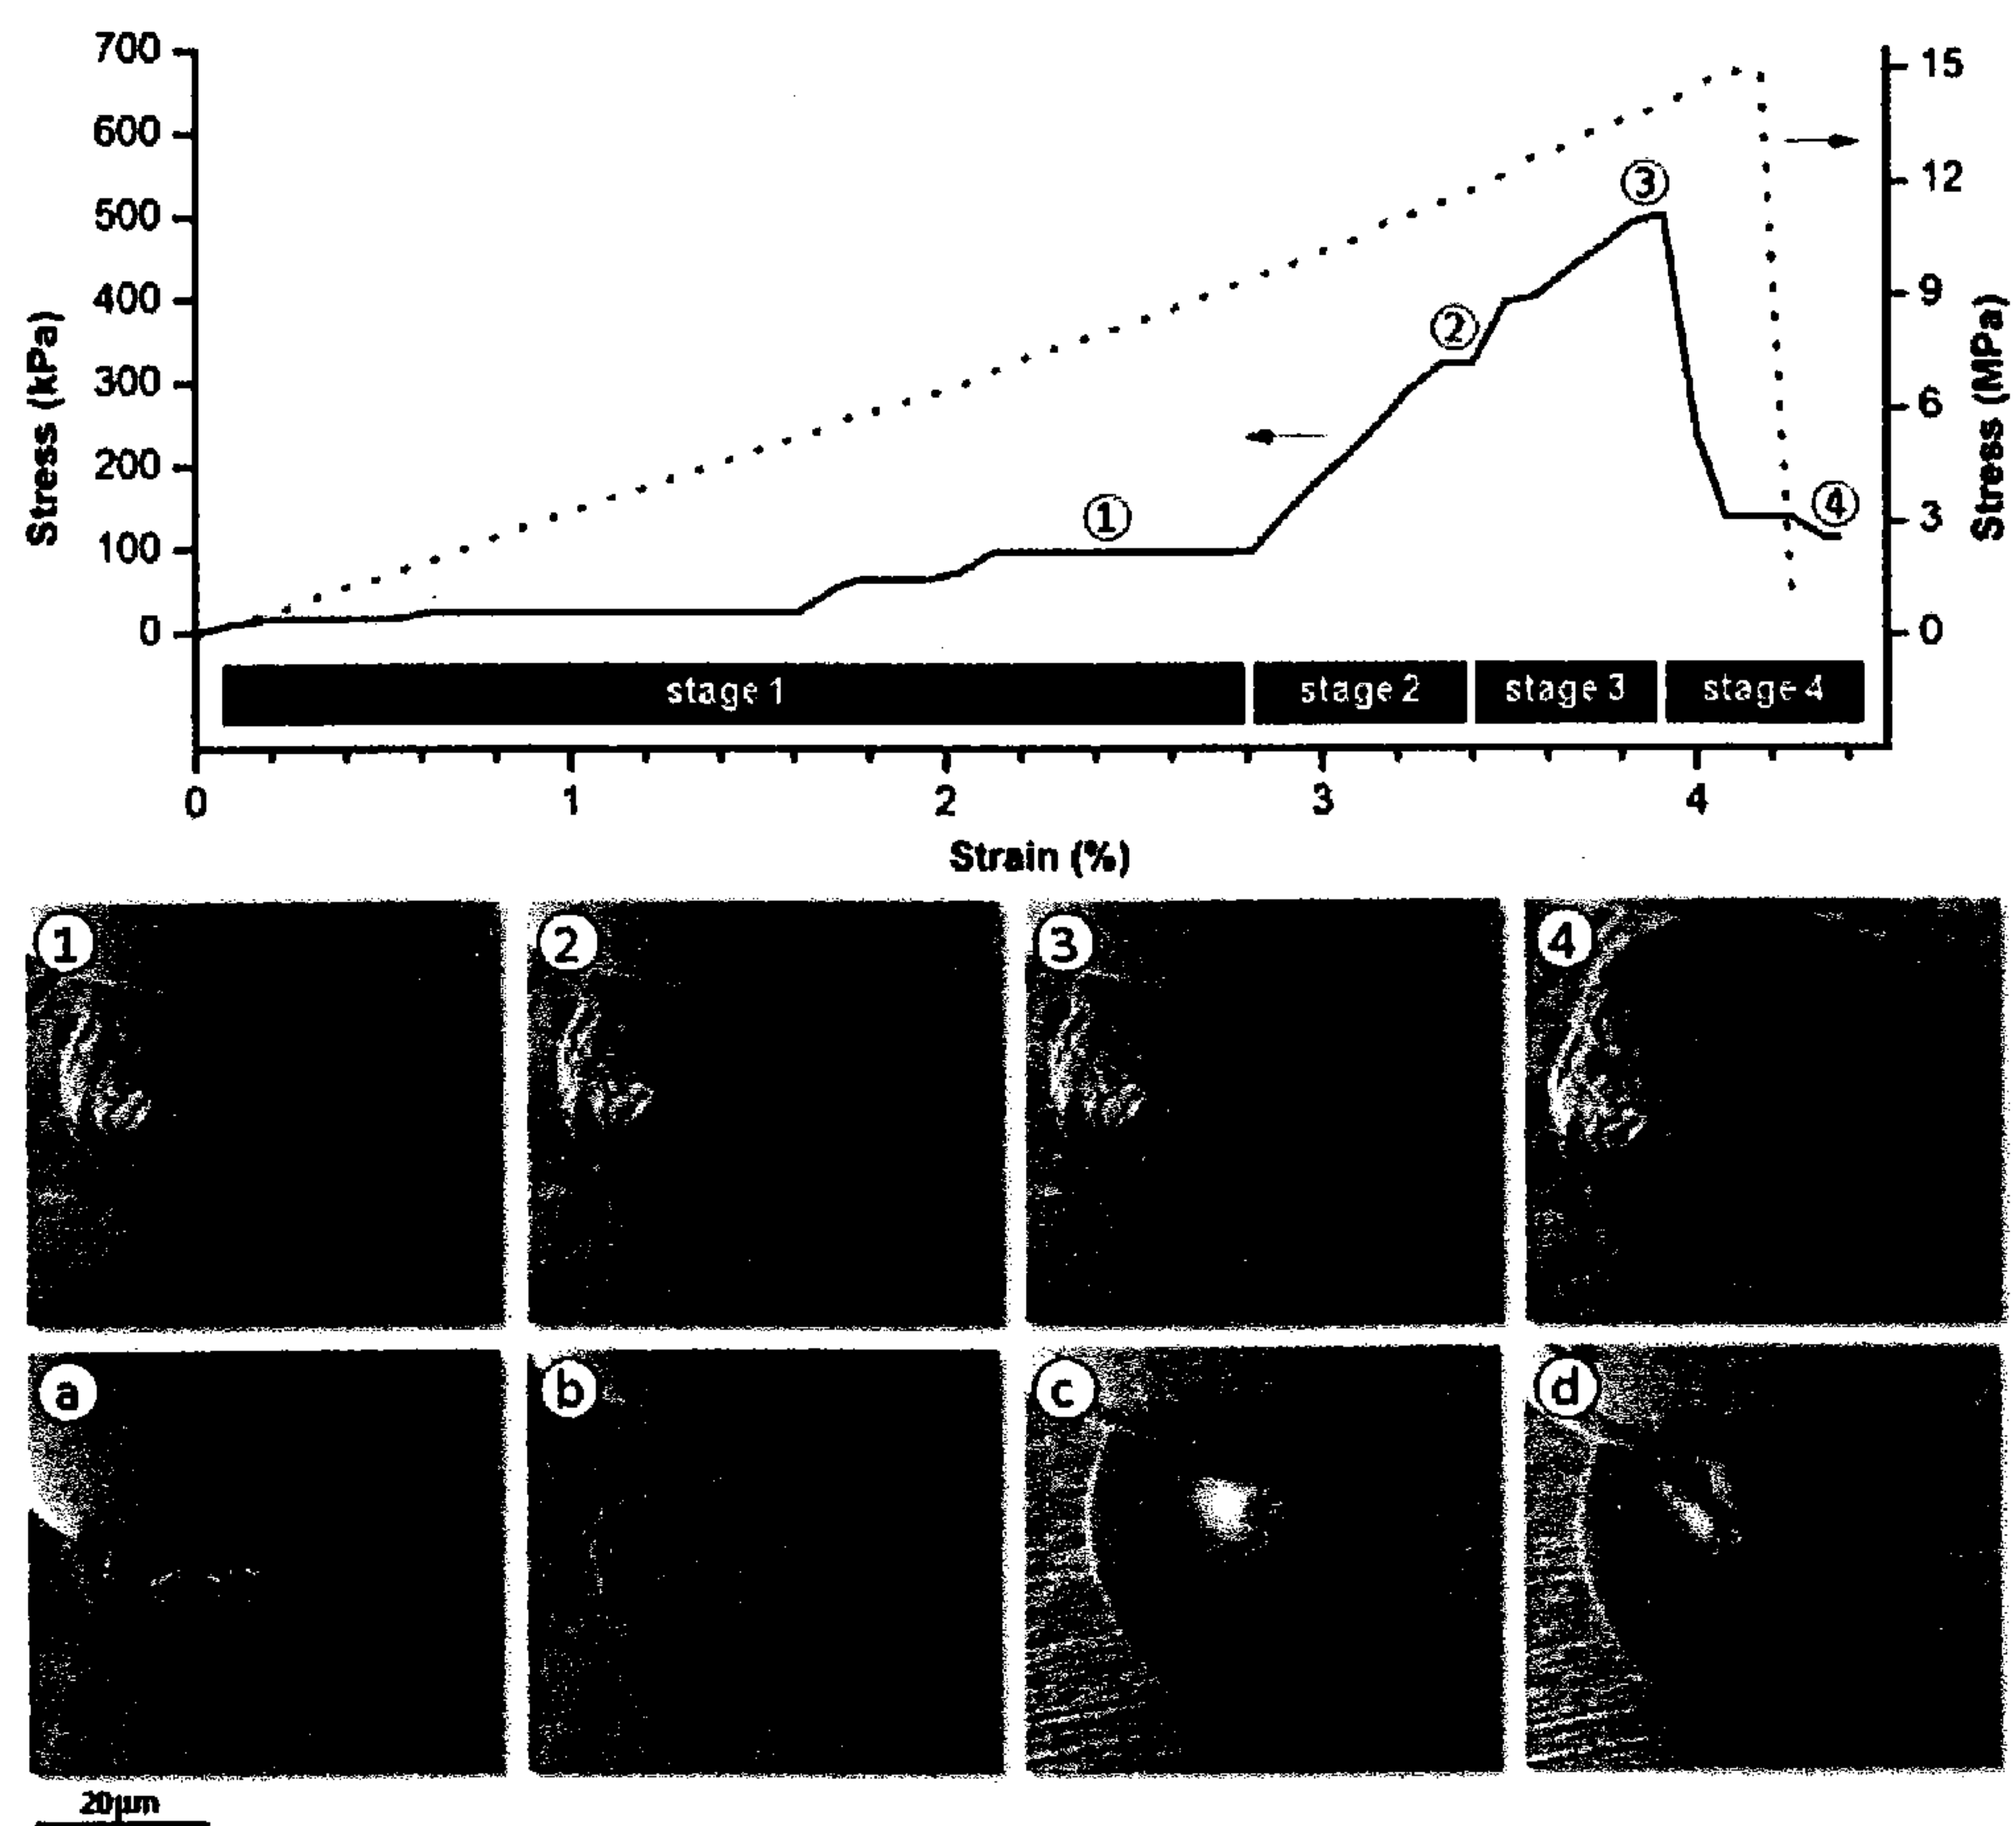 700
600
500
400
300
200
100
0
Stress (kPa)
15
12
9
6
3
0
Stress (MPa)
①
②
③
④
stage 1 stage 2 stage 3 stage 4
0 1 2 3 4
Strain (%)
1 2 3 4
a b c d
20µm